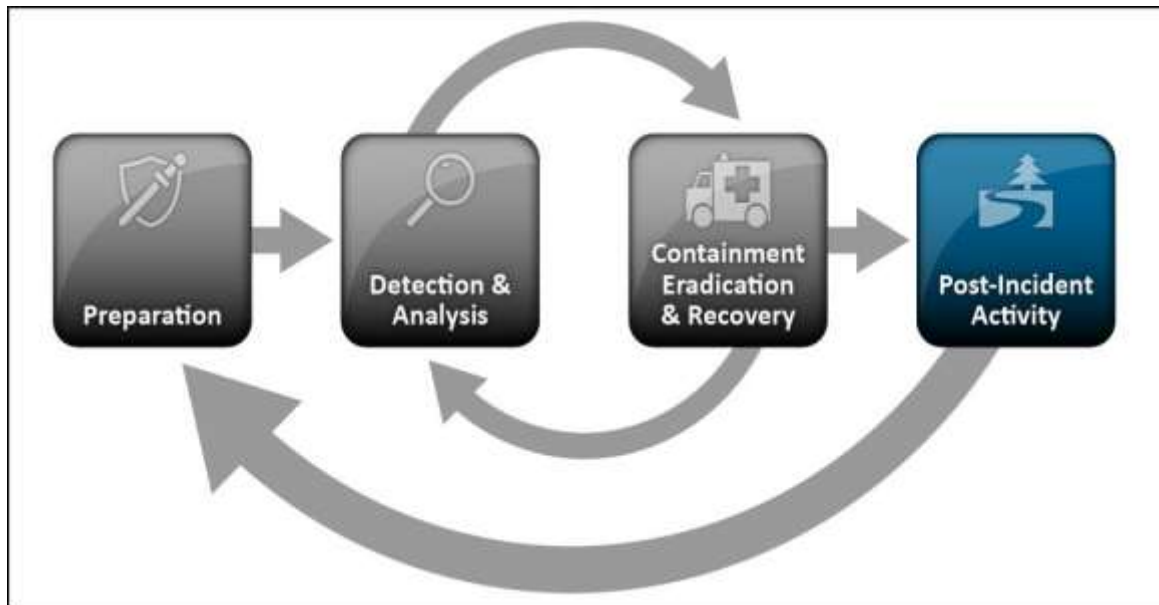 Preparation
Detection &
Analysis
Containment
Eradication
& Recovery
Post-Incident
Activity